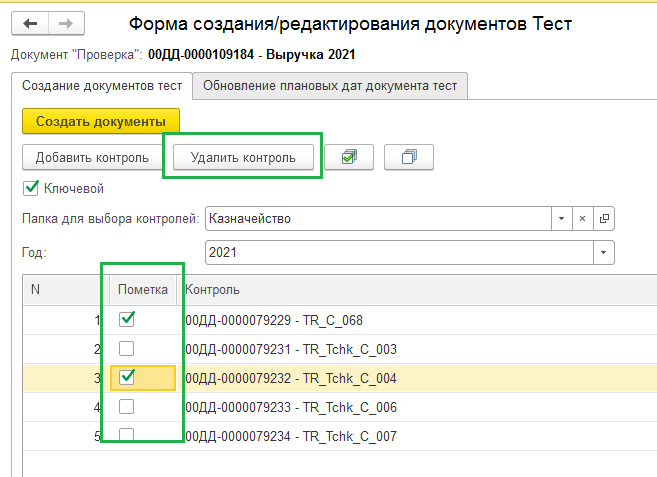 Форма создания/редактирования документов Тест
Документ "Проверка": 00ДД-0000109184 - Выручка 2021
Создание документов тест Обновление плановых дат документа тест
Создать документы
Добавить контроль Удалить контроль
Ключевой
Папка для выбора контролей: Казначейство
Год: 2021
N Пометка Контроль
1 00ДД-0000079229 - TR_C_068
2 00ДД-0000079231 - TR_Tchk_C_003
3 00ДД-0000079232 - TR_Tchk_C_004
4 00ДД-0000079233 - TR_Tchk_C_006
5 00ДД-0000079234 - TR_Tchk_C_007